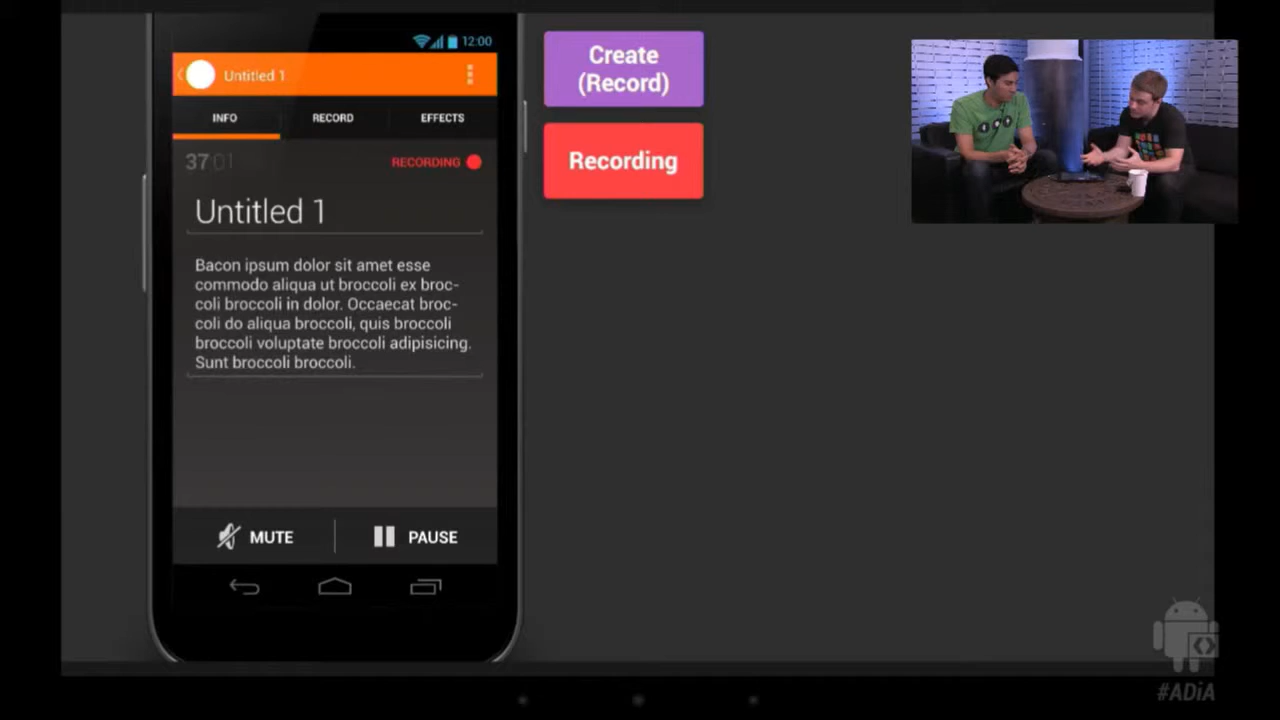 12:00
Untitled 1
INFO RECORD EFFECTS
37 01 RECORDING
Untitled 1
Bacon ipsum dolor sit amet esse
commodo aliqua ut broccoli ex broc-
coli broccoli in dolor. Occaecat broc-
coli do aliqua broccoli, quis broccoli
broccoli voluptate broccoli adipisicing.
Sunt broccoli broccoli.
MUTE PAUSE
Create
(Record)
Recording
#ADiA